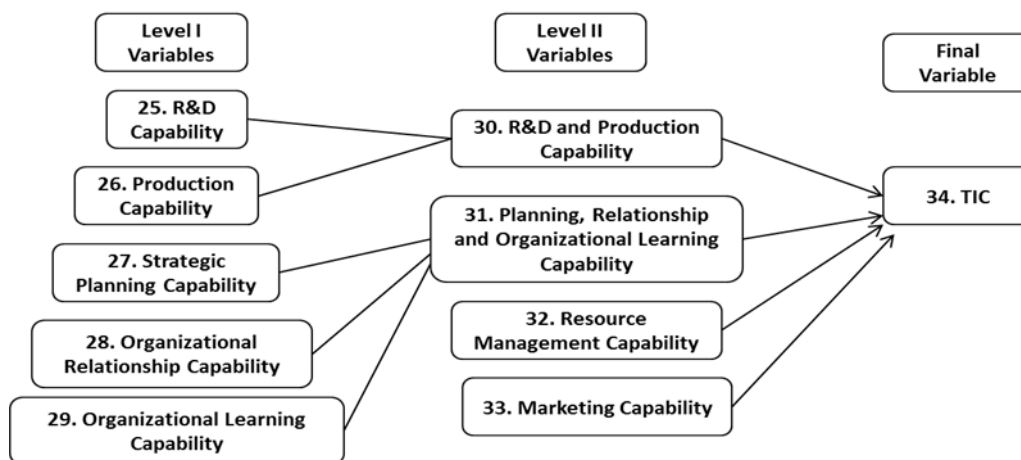 Level I
Variables
Level II
Variables
Final
Variable
25. R&D
Capability
26. Production
Capability
27. Strategic
Planning Capability
28. Organizational
Relationship Capability
29. Organizational Learning
Capability
30. R&D and Production
Capability
31. Planning, Relationship
and Organizational Learning
Capability
32. Resource
Management Capability
33. Marketing Capability
34. TIC